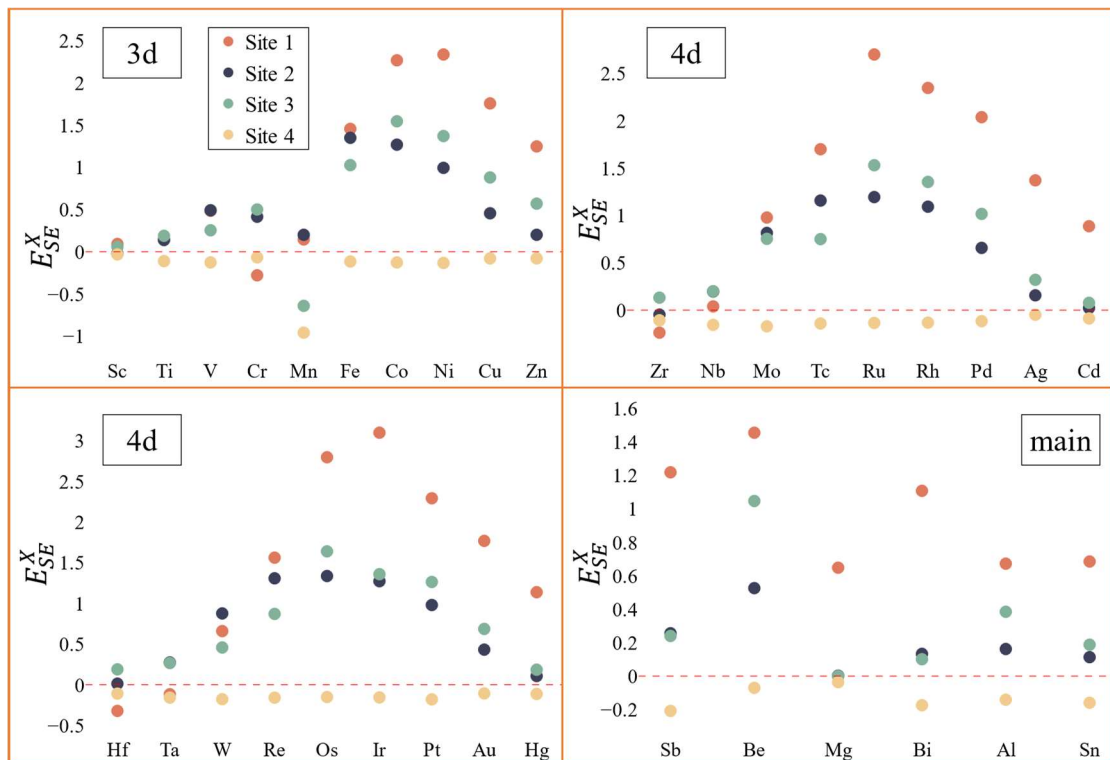 3d
Site 1
Site 2
Site 3
Site 4
2.5
2
1.5
1
0.5
0
−0.5
−1
E_SE^X
Sc Ti V Cr Mn Fe Co Ni Cu Zn
4d
2.5
2
1.5
1
0.5
0
E_SE^X
Zr Nb Mo Tc Ru Rh Pd Ag Cd
4d
3
2.5
2
1.5
1
0.5
0
−0.5
E_SE^X
Hf Ta W Re Os Ir Pt Au Hg
main
1.6
1.4
1.2
1
0.8
0.6
0.4
0.2
0
−0.2
E_SE^X
Sb Be Mg Bi Al Sn